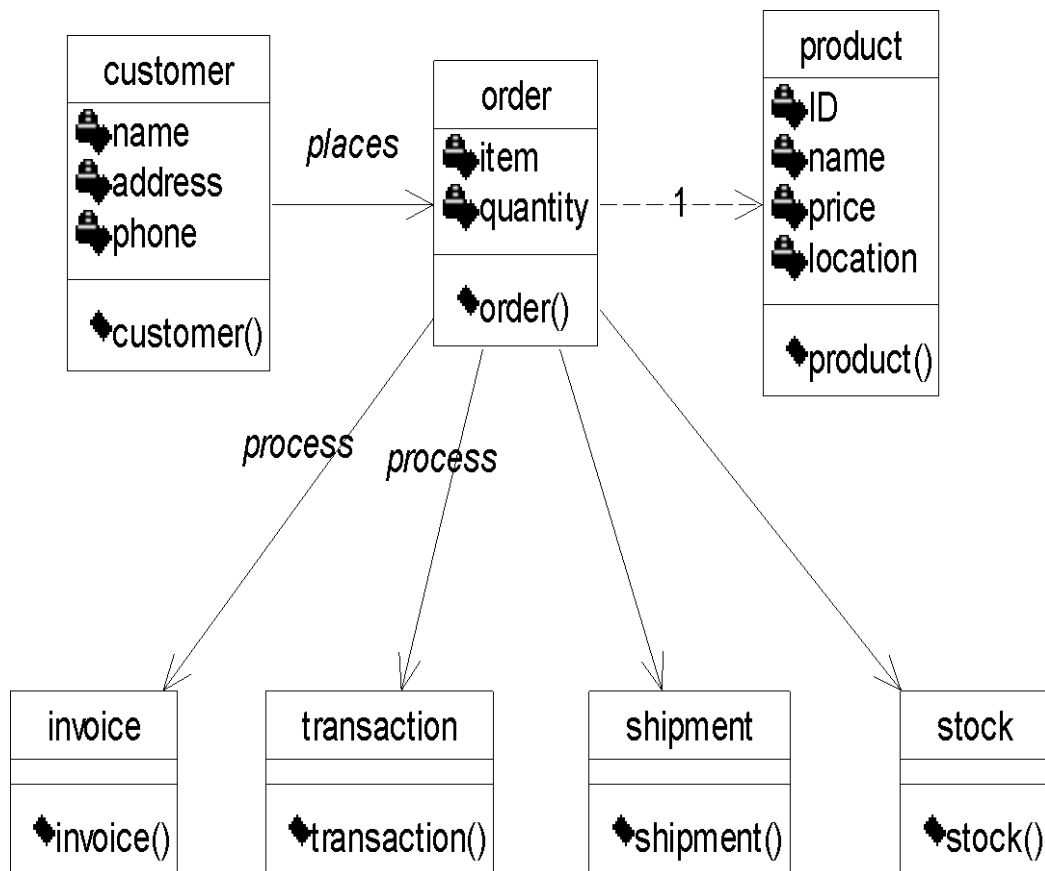 customer
name
address
phone
customer()
places
order
item
quantity
order()
1
product
ID
name
price
location
product()
process
process
invoice
invoice()
transaction
transaction()
shipment
shipment()
stock
stock()